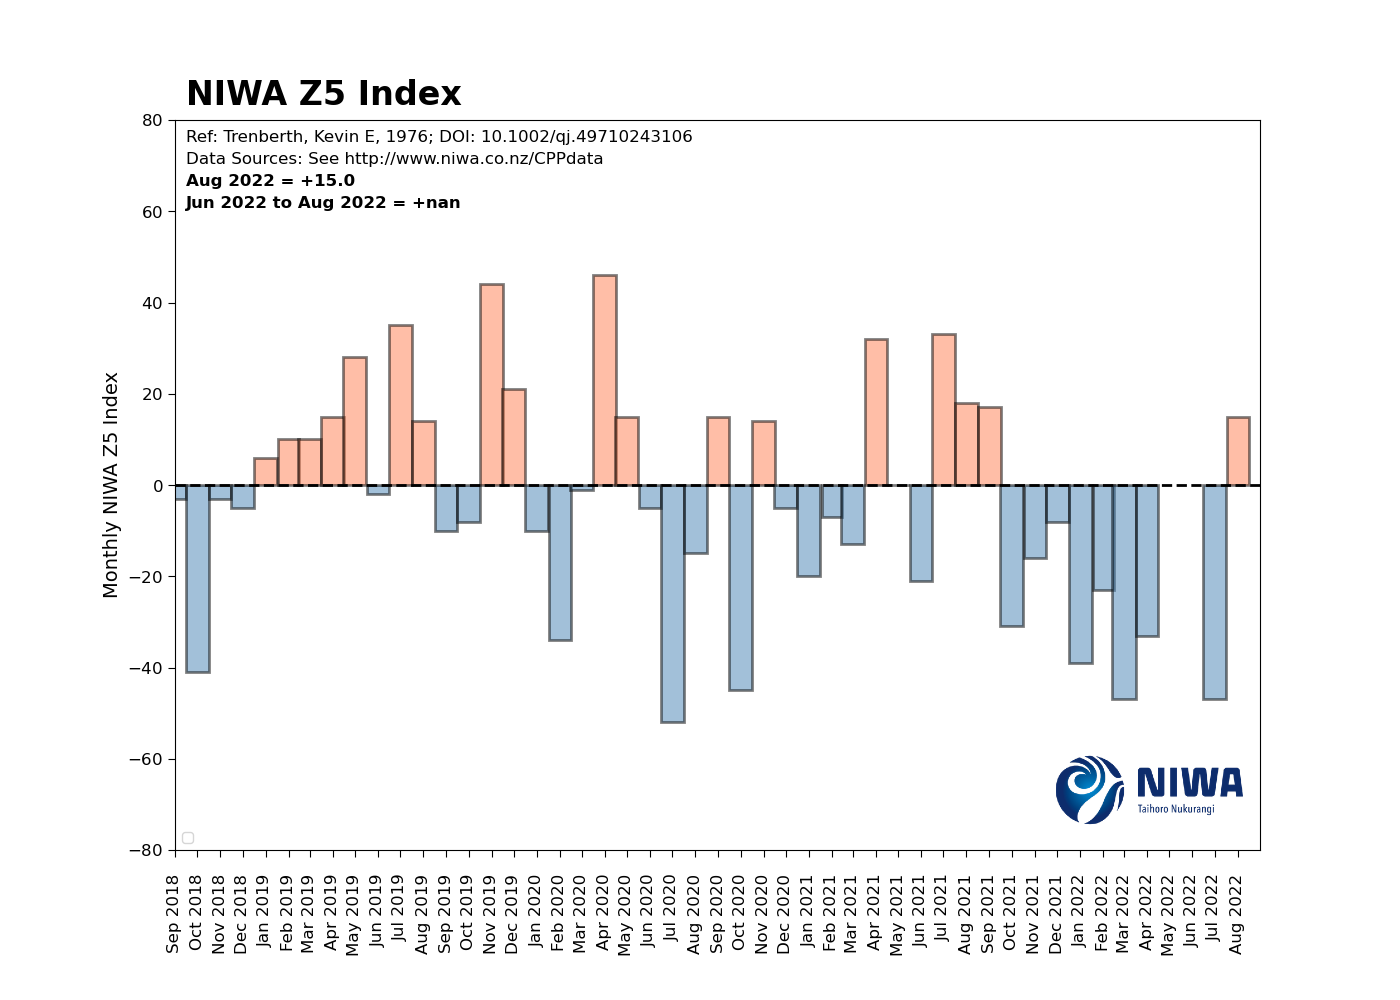 NIWA Z5 Index
Ref: Trenberth, Kevin E, 1976; DOI: 10.1002/qj.49710243106
Data Sources: See http://www.niwa.co.nz/CPPdata
Aug 2022 = +15.0
Jun 2022 to Aug 2022 = +nan
Monthly NIWA Z5 Index
80
60
40
20
0
−20
−40
−60
−80
NIWA
Taihoro Nukurangi
Sep 2018
Oct 2018
Nov 2018
Dec 2018
Jan 2019
Feb 2019
Mar 2019
Apr 2019
May 2019
Jun 2019
Jul 2019
Aug 2019
Sep 2019
Oct 2019
Nov 2019
Dec 2019
Jan 2020
Feb 2020
Mar 2020
Apr 2020
May 2020
Jun 2020
Jul 2020
Aug 2020
Sep 2020
Oct 2020
Nov 2020
Dec 2020
Jan 2021
Feb 2021
Mar 2021
Apr 2021
May 2021
Jun 2021
Jul 2021
Aug 2021
Sep 2021
Oct 2021
Nov 2021
Dec 2021
Jan 2022
Feb 2022
Mar 2022
Apr 2022
May 2022
Jun 2022
Jul 2022
Aug 2022